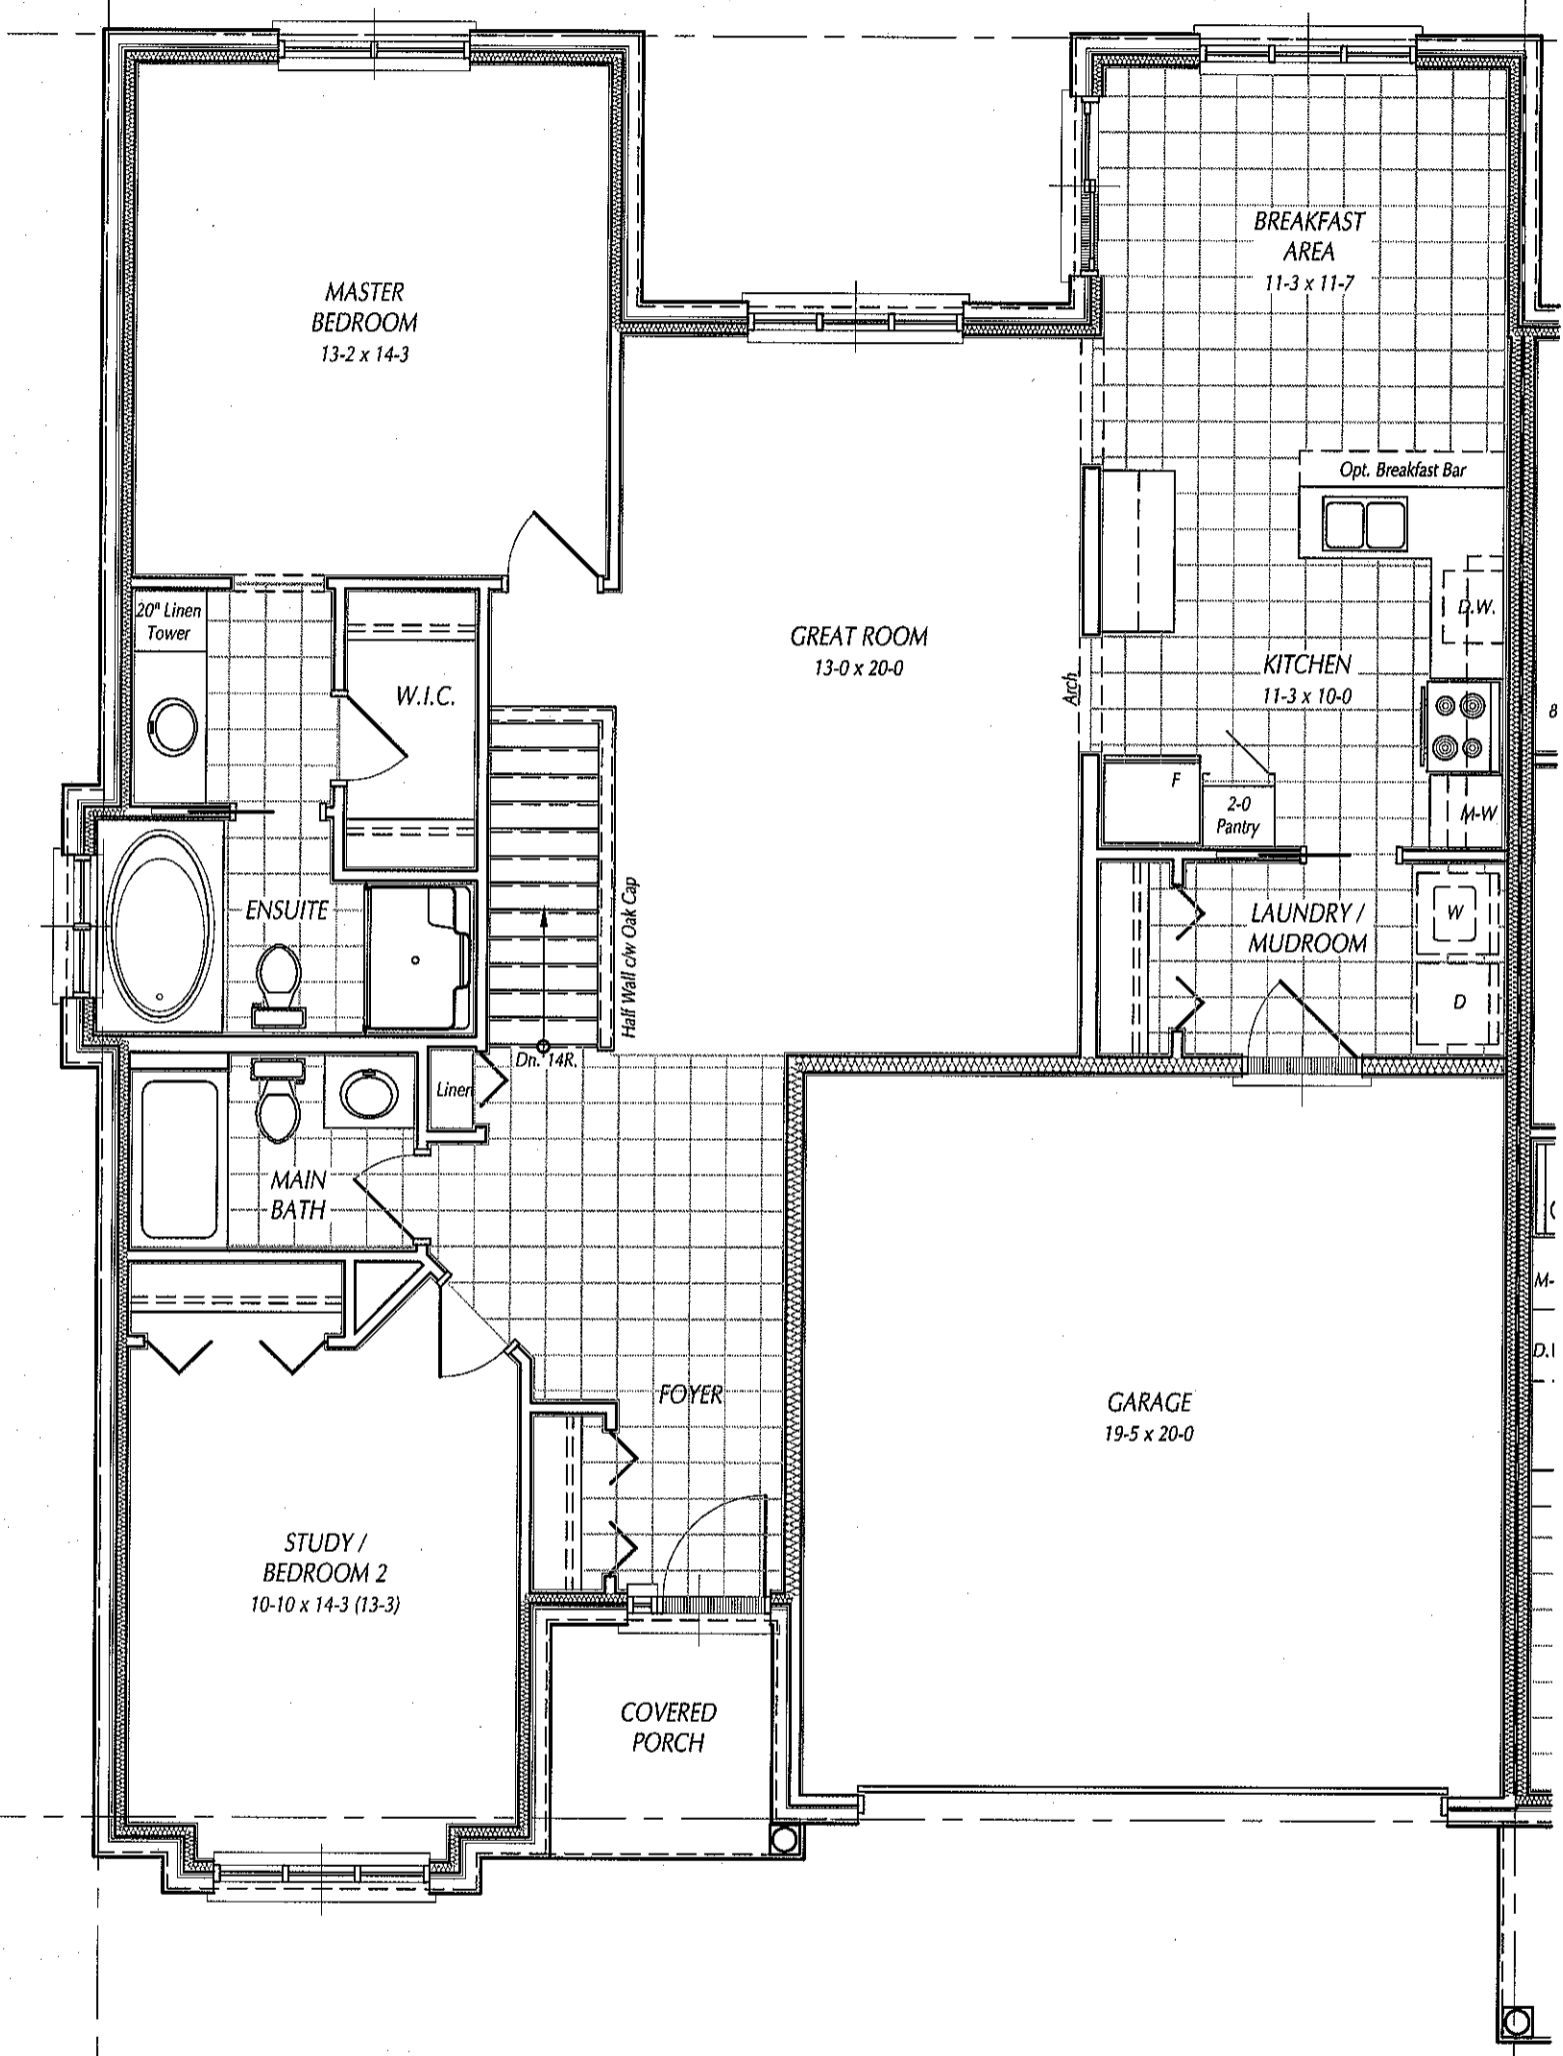 BREAKFAST
AREA
11-3 x 11-7
MASTER
BEDROOM
13-2 x 14-3
Opt. Breakfast Bar
20" Linen
Tower
D.W.
GREAT ROOM
13-0 x 20-0
KITCHEN
11-3 x 10-0
Arch
W.I.C.
8
F
2-0
Pantry
M-W
ENSUITE
Half Wall c/w Oak Cap
LAUNDRY /
MUDROOM
W
D
Dn. 14R.
Linen
MAIN
BATH
M-
D.
FOYER
GARAGE
19-5 x 20-0
STUDY /
BEDROOM 2
10-10 x 14-3 (13-3)
COVERED
PORCH